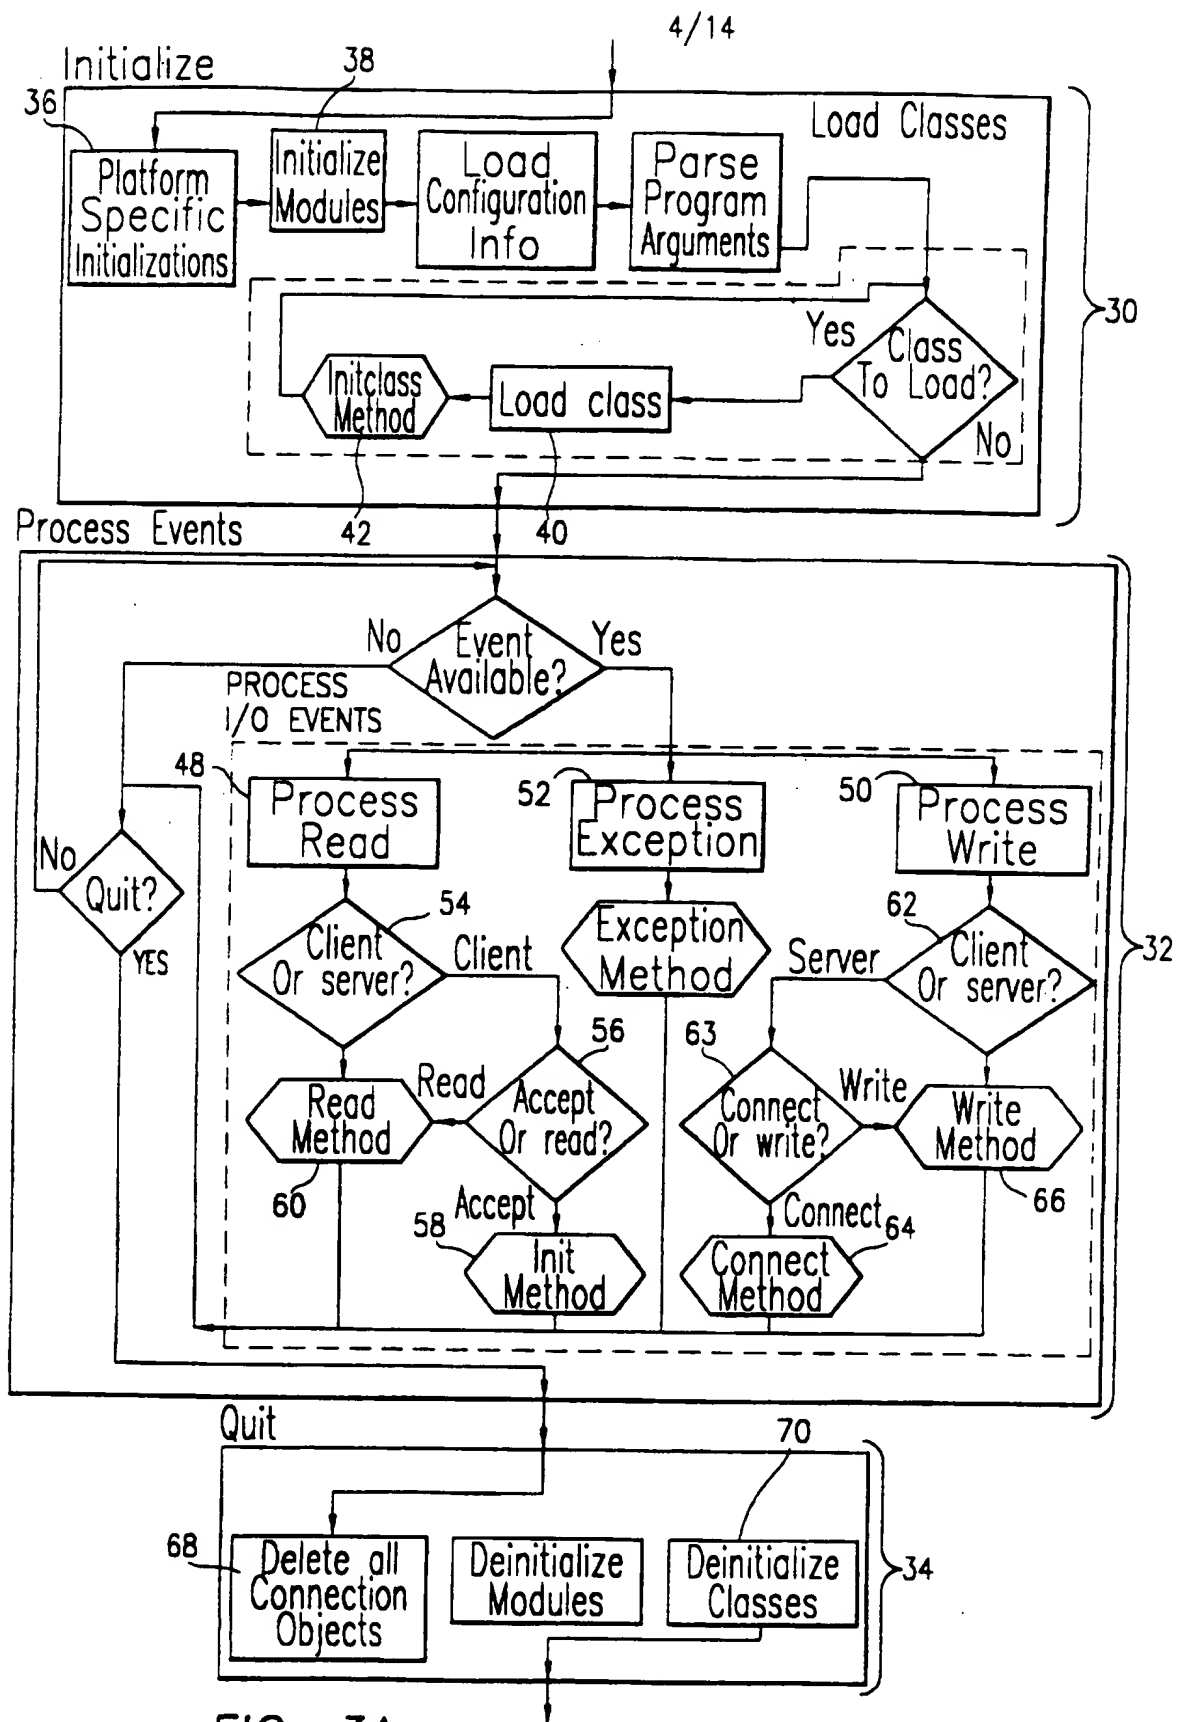 4/14
Initialize
38
36
Load Classes
Platform
Specific
Initializations
Initialize
Modules
Load
Configuration
Info
Parse
Program
Arguments
30
Yes
Class
To Load?
No
Initclass
Method
Load class
42
40
Process Events
No
Event
Available?
Yes
PROCESS
I/O EVENTS
48
Process
Read
52
Process
Exception
50
Process
Write
No
Quit?
YES
54
Client
Or server?
Client
Exception
Method
62
Server
Client
Or server?
32
56
63
Read
Method
Read
Accept
Or read?
Connect
Or write?
Write
Write
Method
60
66
Accept
58
Init
Method
Connect
64
Connect
Method
Quit
70
68
Delete all
Connection
Objects
Deinitialize
Modules
Deinitialize
Classes
34